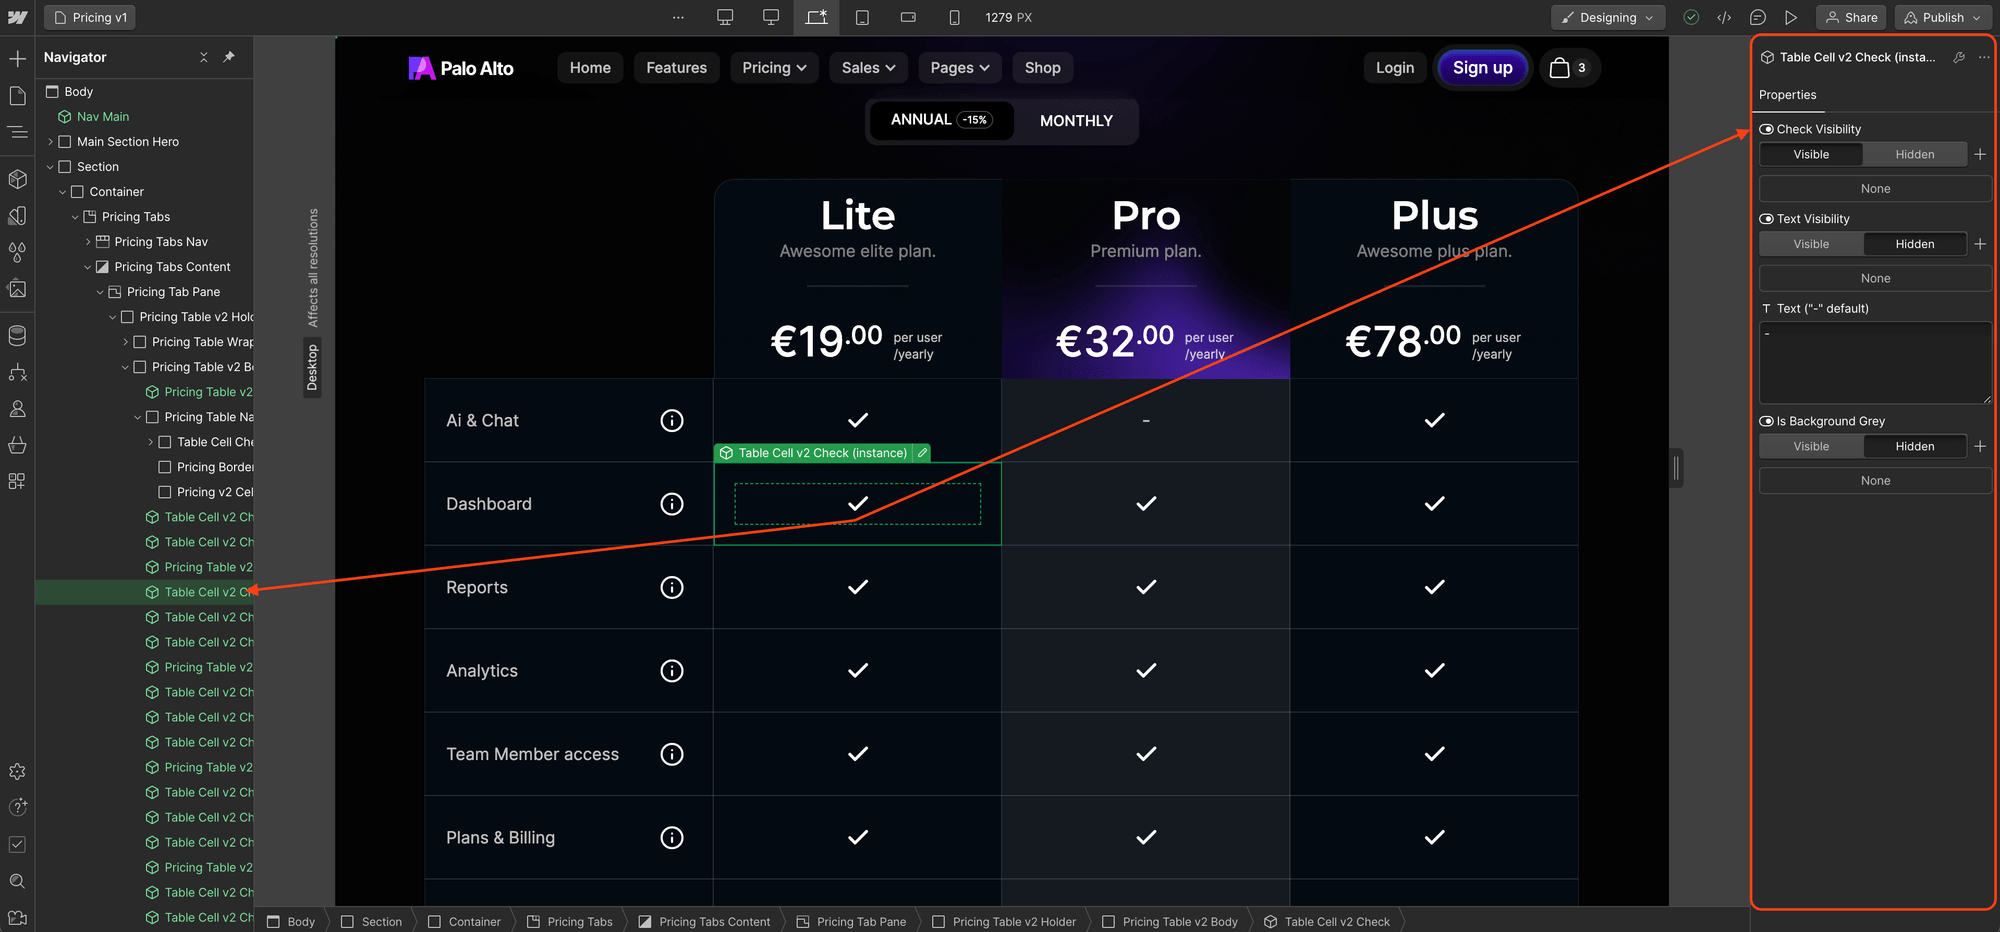 Pricing v1
1279 PX
Designing
Share
Publish
Navigator
Body
Nav Main
Main Section Hero
Section
Container
Pricing Tabs
Pricing Tabs Nav
Pricing Tabs Content
Pricing Tab Pane
Pricing Table v2 Hol
Pricing Table Wrap
Pricing Table v2 B
Pricing Table v2
Pricing Table Na
Table Cell Che
Pricing Border
Pricing v2 Cel
Table Cell v2 Ch
Table Cell v2 Ch
Pricing Table v2
Table Cell v2 Ch
Table Cell v2 Ch
Table Cell v2 Ch
Pricing Table v2
Table Cell v2 Ch
Table Cell v2 Ch
Table Cell v2 Ch
Pricing Table v2
Table Cell v2 Ch
Table Cell v2 Ch
Table Cell v2 Ch
Pricing Table v2
Table Cell v2 Ch
Table Cell v2 Ch
Affects all resolutions
Desktop
Palo Alto
Home
Features
Pricing
Sales
Pages
Shop
Login
Sign up
3
ANNUAL -15%
MONTHLY
Lite
Awesome elite plan.
€19.00
per user
/yearly
Pro
Premium plan.
€32.00
per user
/yearly
Plus
Awesome plus plan.
€78.00
per user
/yearly
Ai & Chat
-
Table Cell v2 Check (instance)
Dashboard
Reports
Analytics
Team Member access
Plans & Billing
Body
Section
Container
Pricing Tabs
Pricing Tabs Content
Pricing Tab Pane
Pricing Table v2 Holder
Pricing Table v2 Body
Table Cell v2 Check
Table Cell v2 Check (insta...
Properties
Check Visibility
Visible Hidden
None
Text Visibility
Visible Hidden
None
Text ("-" default)
-
Is Background Grey
Visible Hidden
None